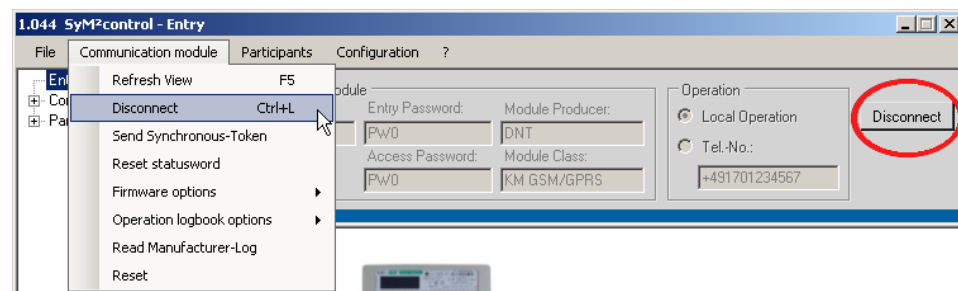 1.044 SyM²control - Entry
File Communication module Participants Configuration ?
Refresh View F5
Disconnect Ctrl+L
Send Synchronous-Token
Reset statusword
Firmware options
Operation logbook options
Read Manufacturer-Log
Reset
Entry Password:
PW0
Access Password:
PW0
Module Producer:
DNT
Module Class:
KM GSM/GPRS
Operation
Local Operation
Tel.-No.:
+491701234567
Disconnect